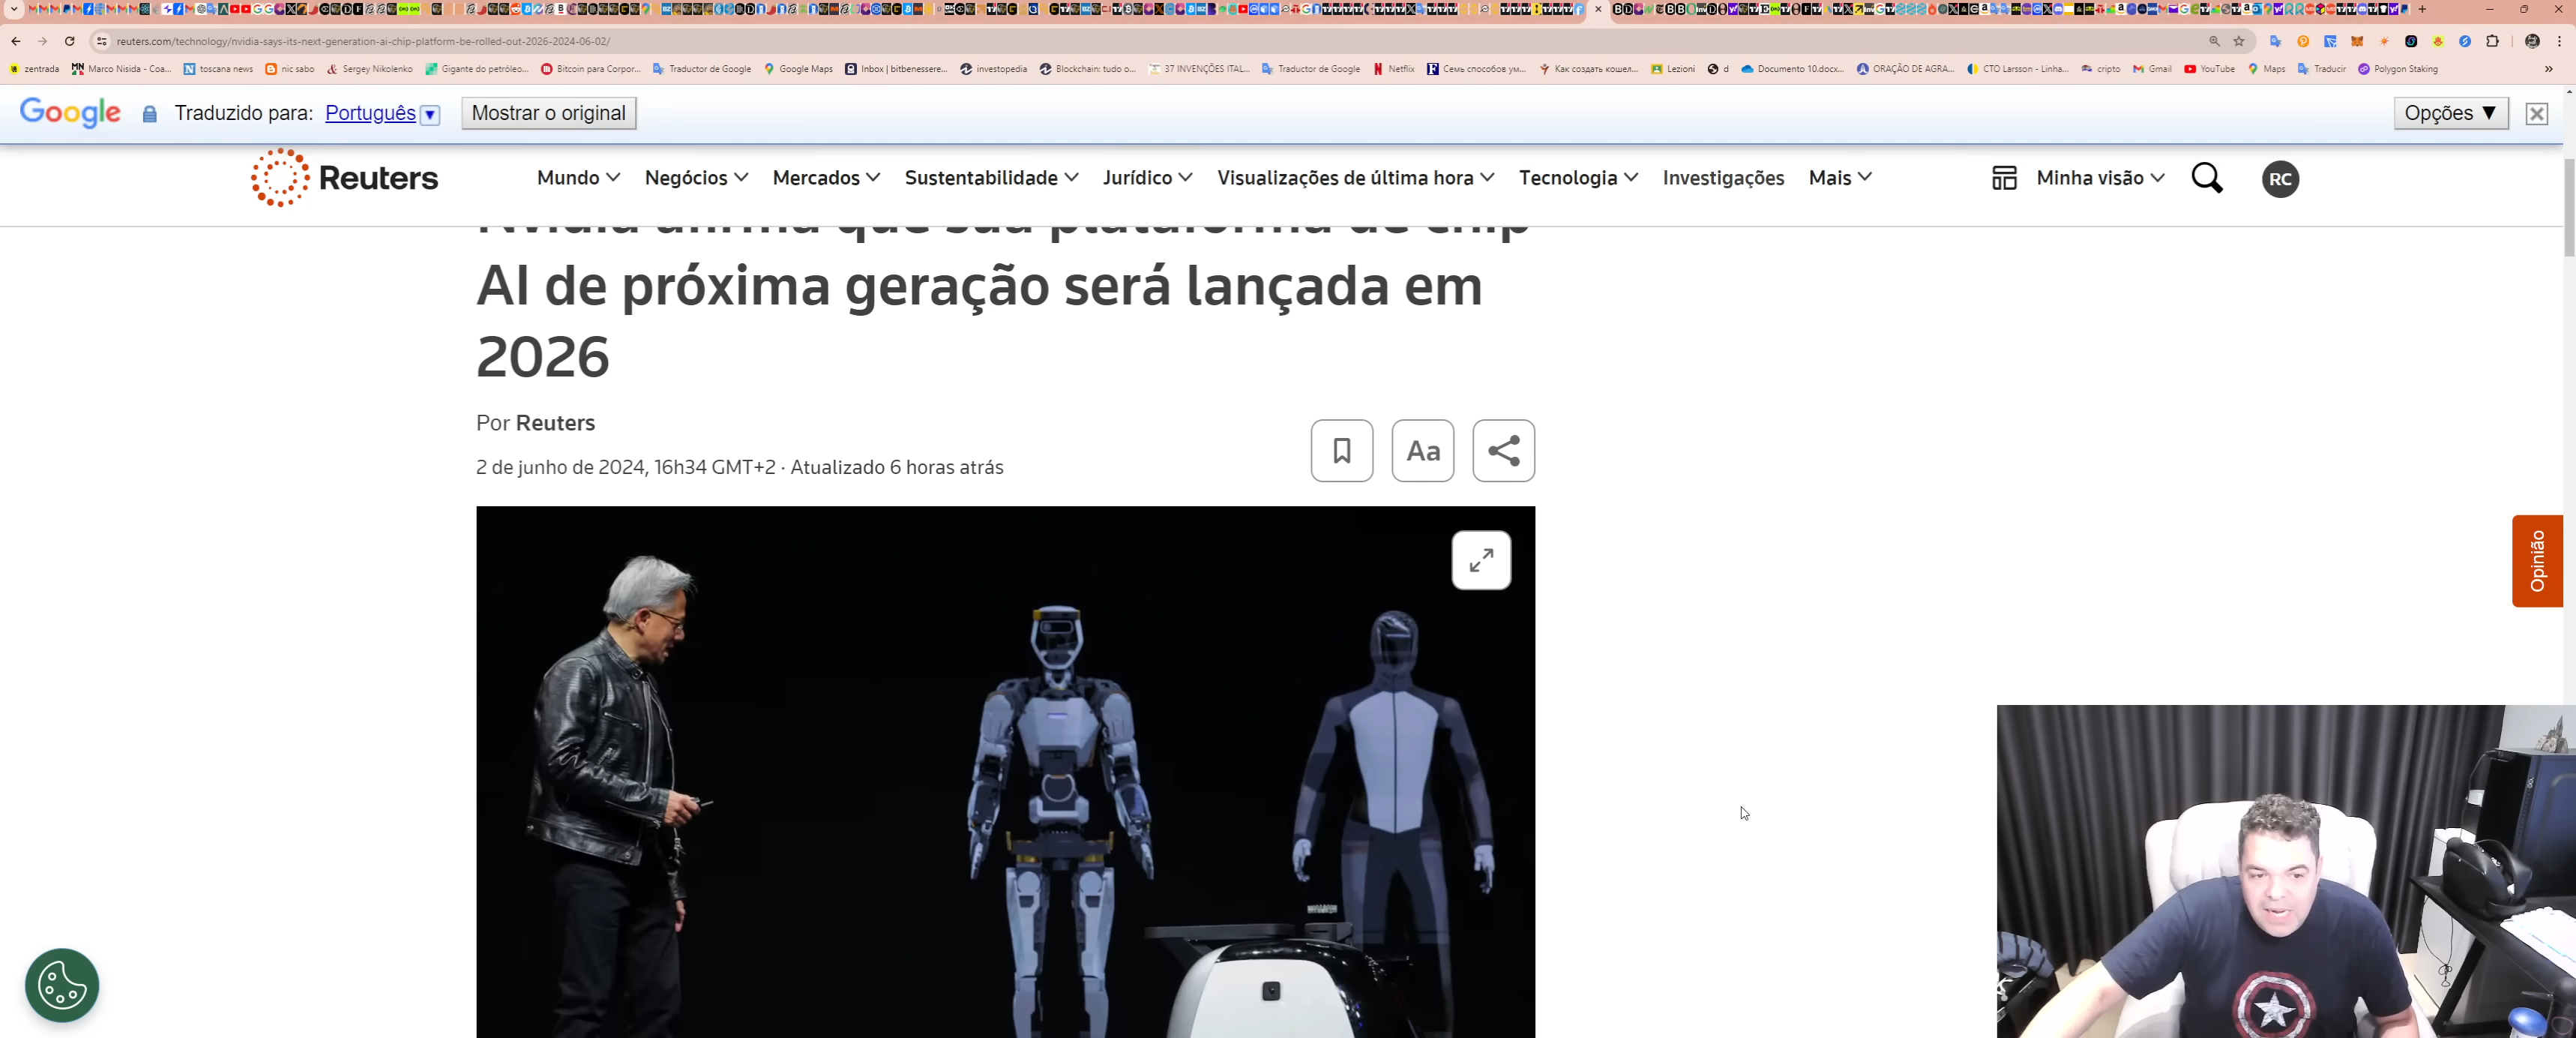 reuters.com/technology/nvidia-says-its-next-generation-ai-chip-platform-be-rolled-out-2026-2024-06-02/
zentrada
Marco Nisida - Coa...
toscana news
nic sabo
Sergey Nikolenko
Gigante do petróleo...
Bitcoin para Corpor...
Traductor de Google
Google Maps
Inbox | bitbenessere...
investopedia
Blockchain: tudo o...
37 INVENÇÕES ITAL...
Traductor de Google
Netflix
Семь способов ум...
Как создать кошел...
Lezioni
d
Documento 10.docx...
ORAÇÃO DE AGRA...
CTO Larsson - Linha...
cripto
Gmail
YouTube
Maps
Traducir
Polygon Staking
Google Traduzido para: Português Mostrar o original Opções
Reuters Mundo Negócios Mercados Sustentabilidade Jurídico Visualizações de última hora Tecnologia Investigações Mais Minha visão RC
Nvidia afirma que sua plataforma de chip
AI de próxima geração será lançada em
2026
Por Reuters
2 de junho de 2024, 16h34 GMT+2 · Atualizado 6 horas atrás
Aa
Opinião